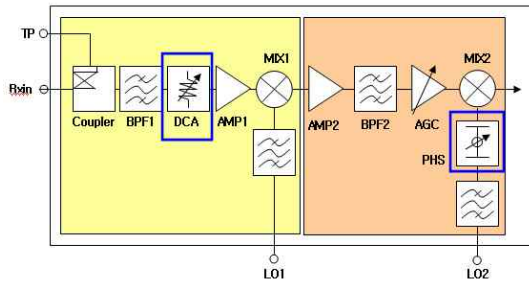 TP
MIX1
MIX2
Rxin
Coupler
BPF1
DCA
AMP1
AMP2
BPF2
AGC
PHS
LO1
LO2